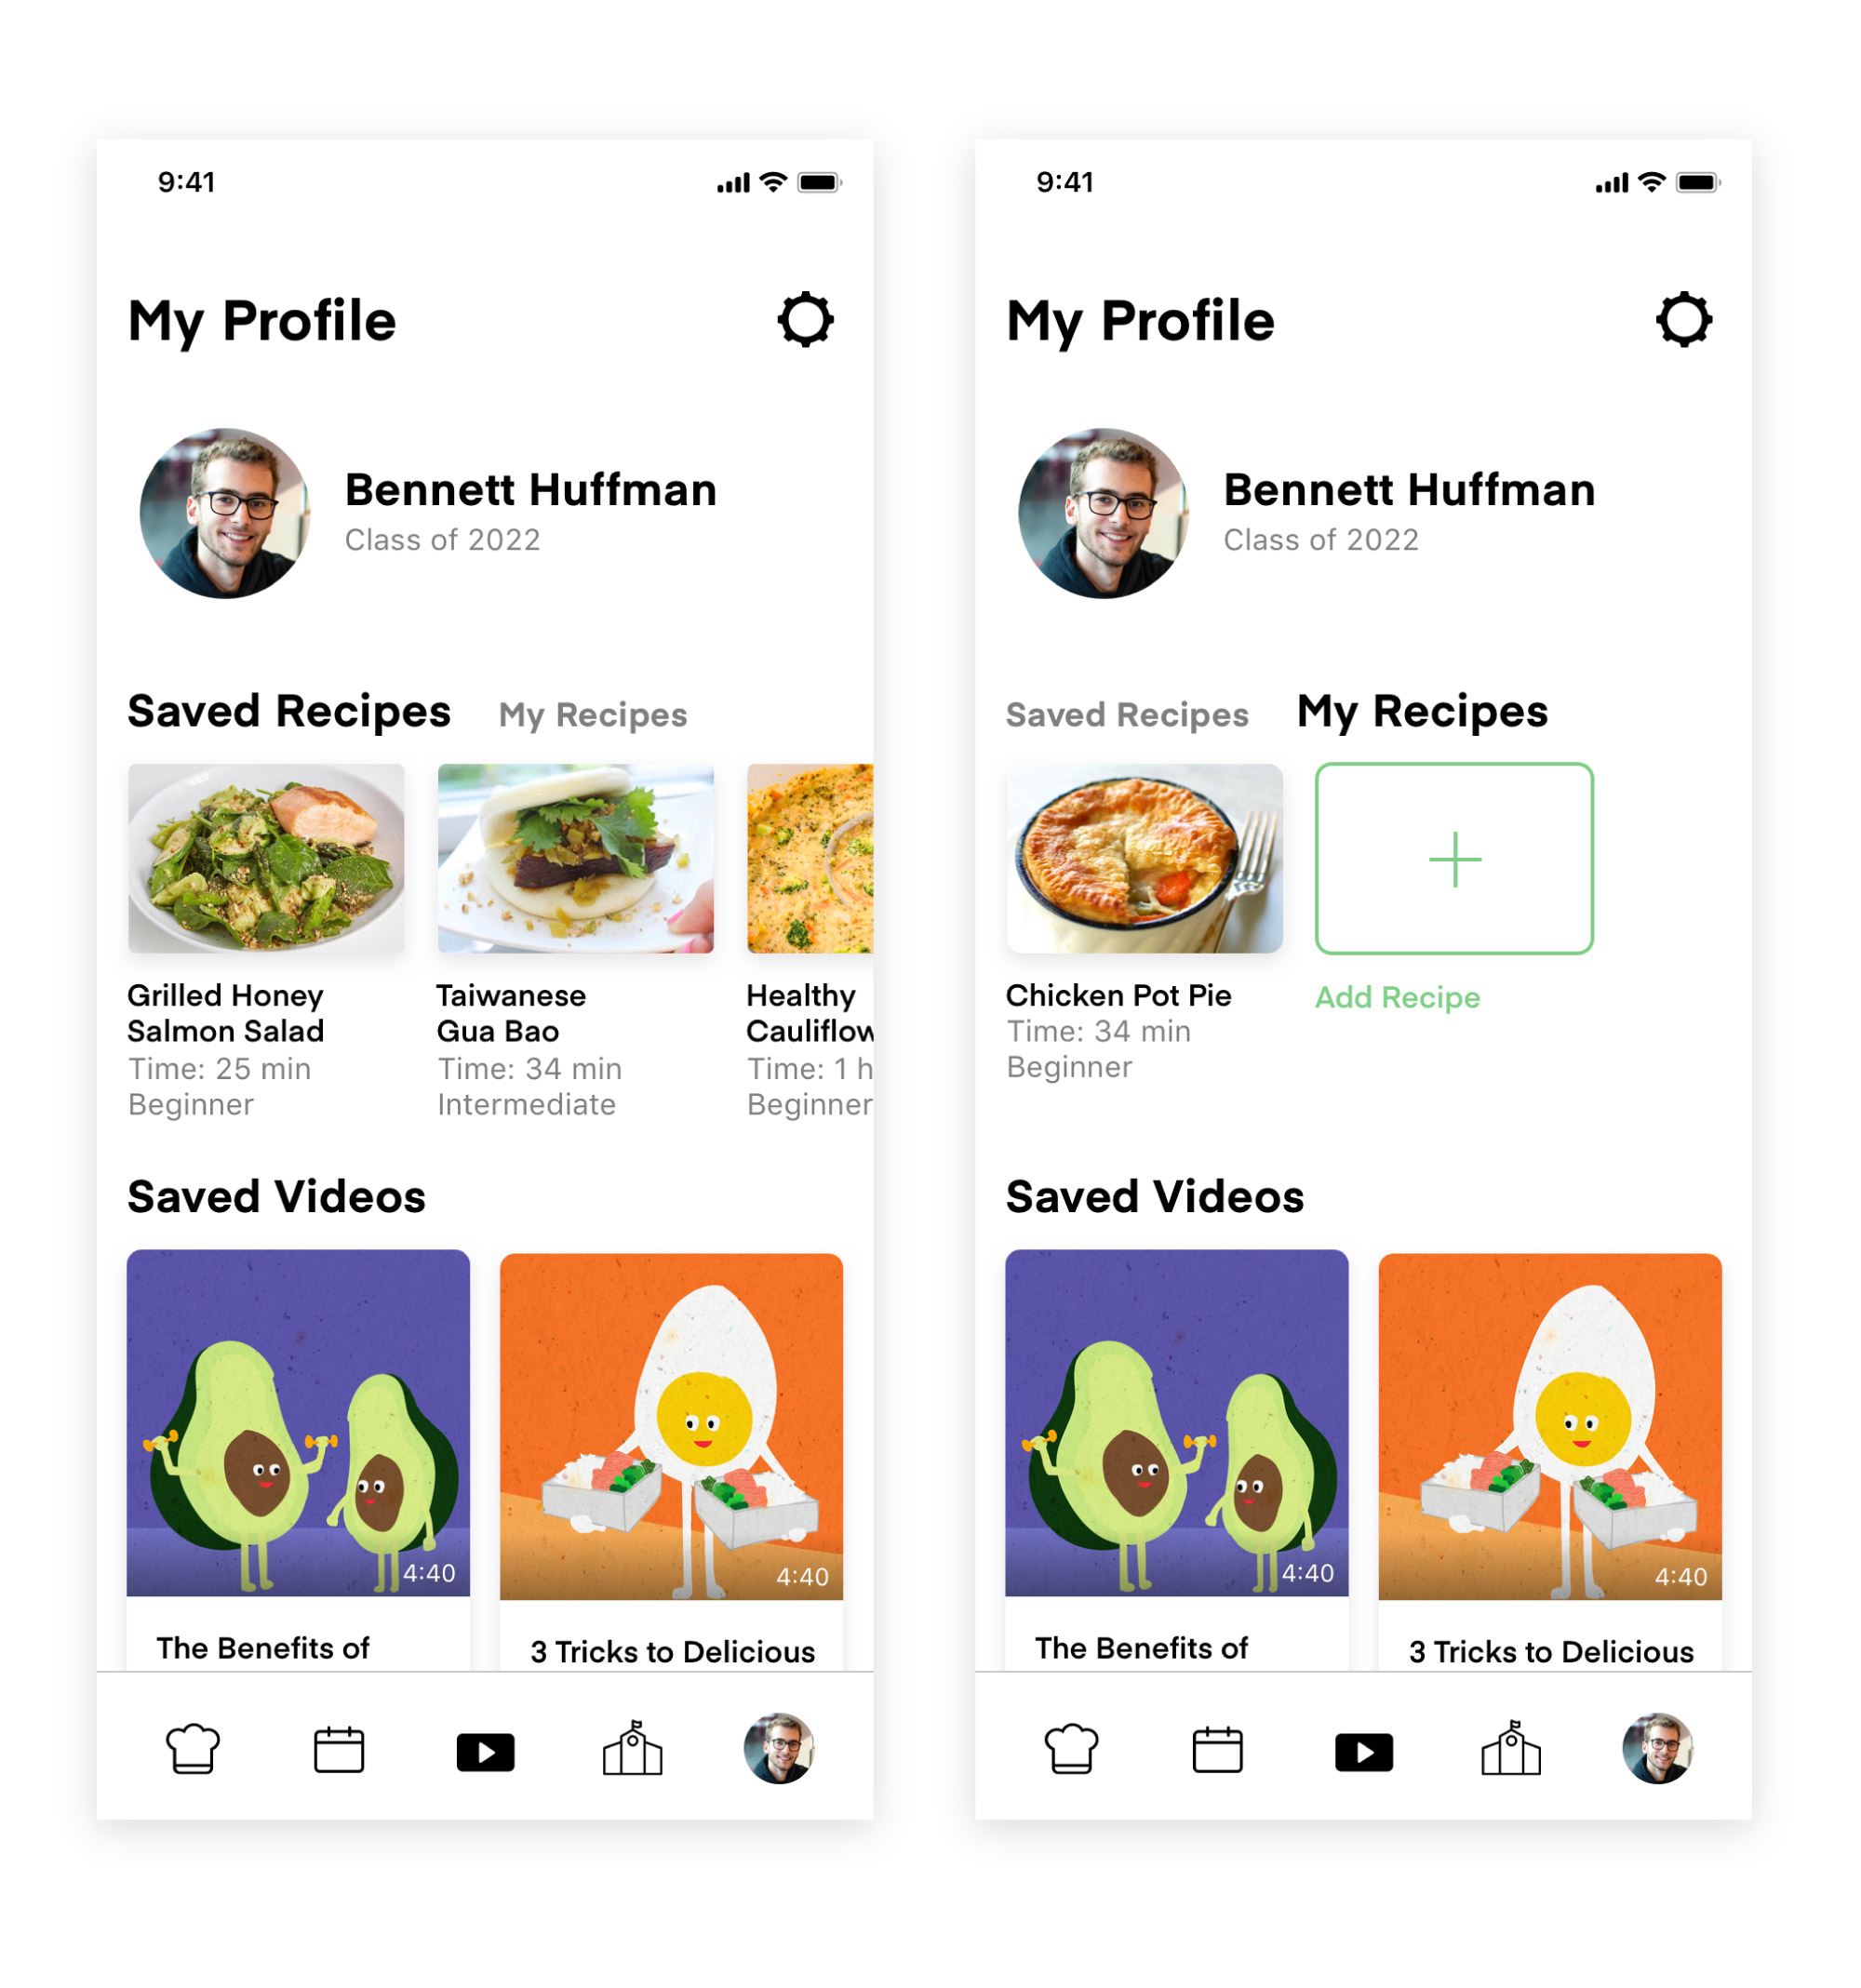 9:41
My Profile
Bennett Huffman
Class of 2022
Saved Recipes My Recipes
Grilled Honey
Salmon Salad
Time: 25 min
Beginner
Taiwanese
Gua Bao
Time: 34 min
Intermediate
Healthy
Cauliflow
Time: 1 h
Beginner
Saved Videos
4:40
The Benefits of
4:40
3 Tricks to Delicious
9:41
My Profile
Bennett Huffman
Class of 2022
Saved Recipes My Recipes
Chicken Pot Pie
Time: 34 min
Beginner
Add Recipe
Saved Videos
4:40
The Benefits of
4:40
3 Tricks to Delicious